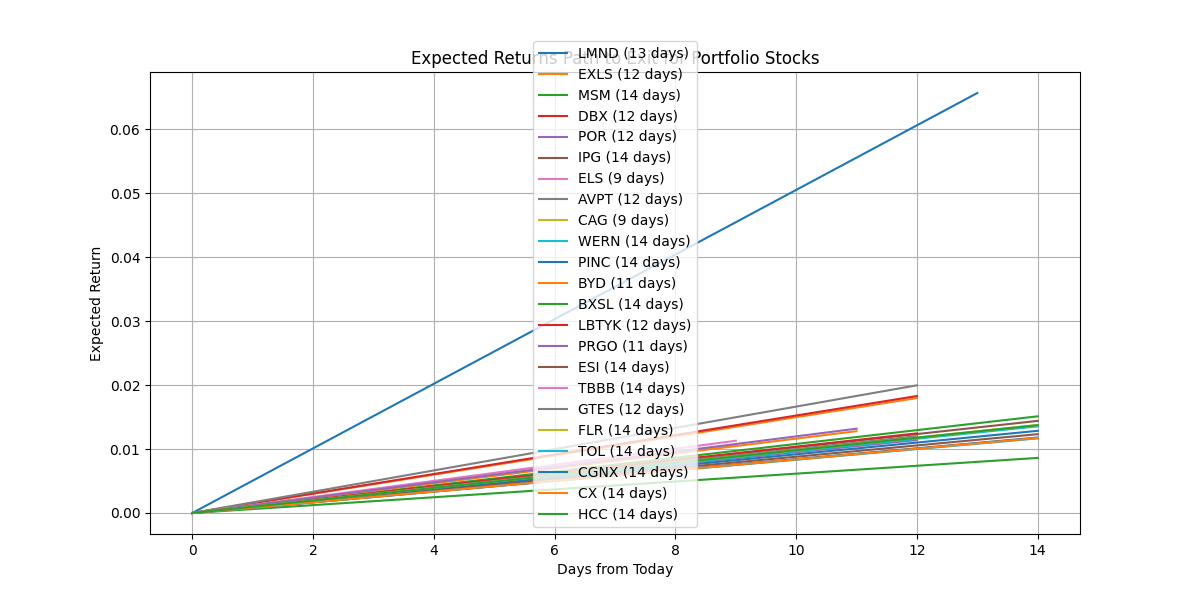 Expected Returns Path to Exit for Portfolio Stocks
LMND (13 days)
EXLS (12 days)
MSM (14 days)
DBX (12 days)
POR (12 days)
IPG (14 days)
ELS (9 days)
AVPT (12 days)
CAG (9 days)
WERN (14 days)
PINC (14 days)
BYD (11 days)
BXSL (14 days)
LBTYK (12 days)
PRGO (11 days)
ESI (14 days)
TBBB (14 days)
GTES (12 days)
FLR (14 days)
TOL (14 days)
CGNX (14 days)
CX (14 days)
HCC (14 days)
Expected Return
0.06
0.05
0.04
0.03
0.02
0.01
0.00
0 2 4 6 8 10 12 14
Days from Today